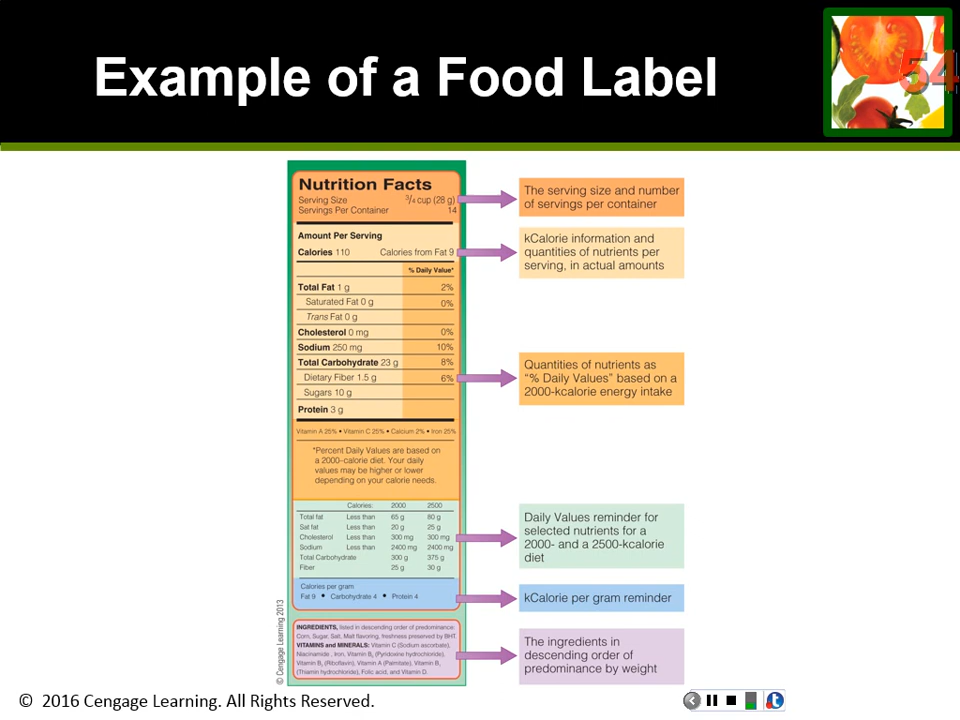 Example of a Food Label
54
Nutrition Facts
Serving Size 3/4 cup (28 g)
Servings Per Container 14
The serving size and number
of servings per container
Amount Per Serving
Calories 110 Calories from Fat 9
kCalorie information and
quantities of nutrients per
serving, in actual amounts
% Daily Value*
Total Fat 1 g 2%
Saturated Fat 0 g 0%
Trans Fat 0 g
Cholesterol 0 mg 0%
Sodium 250 mg 10%
Total Carbohydrate 23 g 8%
Dietary Fiber 1.5 g 6%
Sugars 10 g
Protein 3 g
Quantities of nutrients as
“% Daily Values” based on a
2000-kcalorie energy intake
Vitamin A 25% • Vitamin C 25% • Calcium 2% • Iron 25%
*Percent Daily Values are based on
a 2000-calorie diet. Your daily
values may be higher or lower
depending on your calorie needs.
Calories: 2000 2500
Total fat Less than 65 g 80 g
Sat fat Less than 20 g 25 g
Cholesterol Less than 300 mg 300 mg
Sodium Less than 2400 mg 2400 mg
Total Carbohydrate 300 g 375 g
Fiber 25 g 30 g
Daily Values reminder for
selected nutrients for a
2000- and a 2500-kcalorie
diet
Calories per gram
Fat 9 • Carbohydrate 4 • Protein 4
kCalorie per gram reminder
INGREDIENTS, listed in descending order of predominance:
Corn, Sugar, Salt, Malt flavoring, freshness preserved by BHT.
VITAMINS and MINERALS: Vitamin C (Sodium ascorbate),
Niacinamide, Iron, Vitamin B6 (Pyridoxine hydrochloride),
Vitamin B2 (Riboflavin), Vitamin A (Palmitate), Vitamin B1
(Thiamin hydrochloride), Folic acid, and Vitamin D.
The ingredients in
descending order of
predominance by weight
© Cengage Learning 2013
© 2016 Cengage Learning. All Rights Reserved.